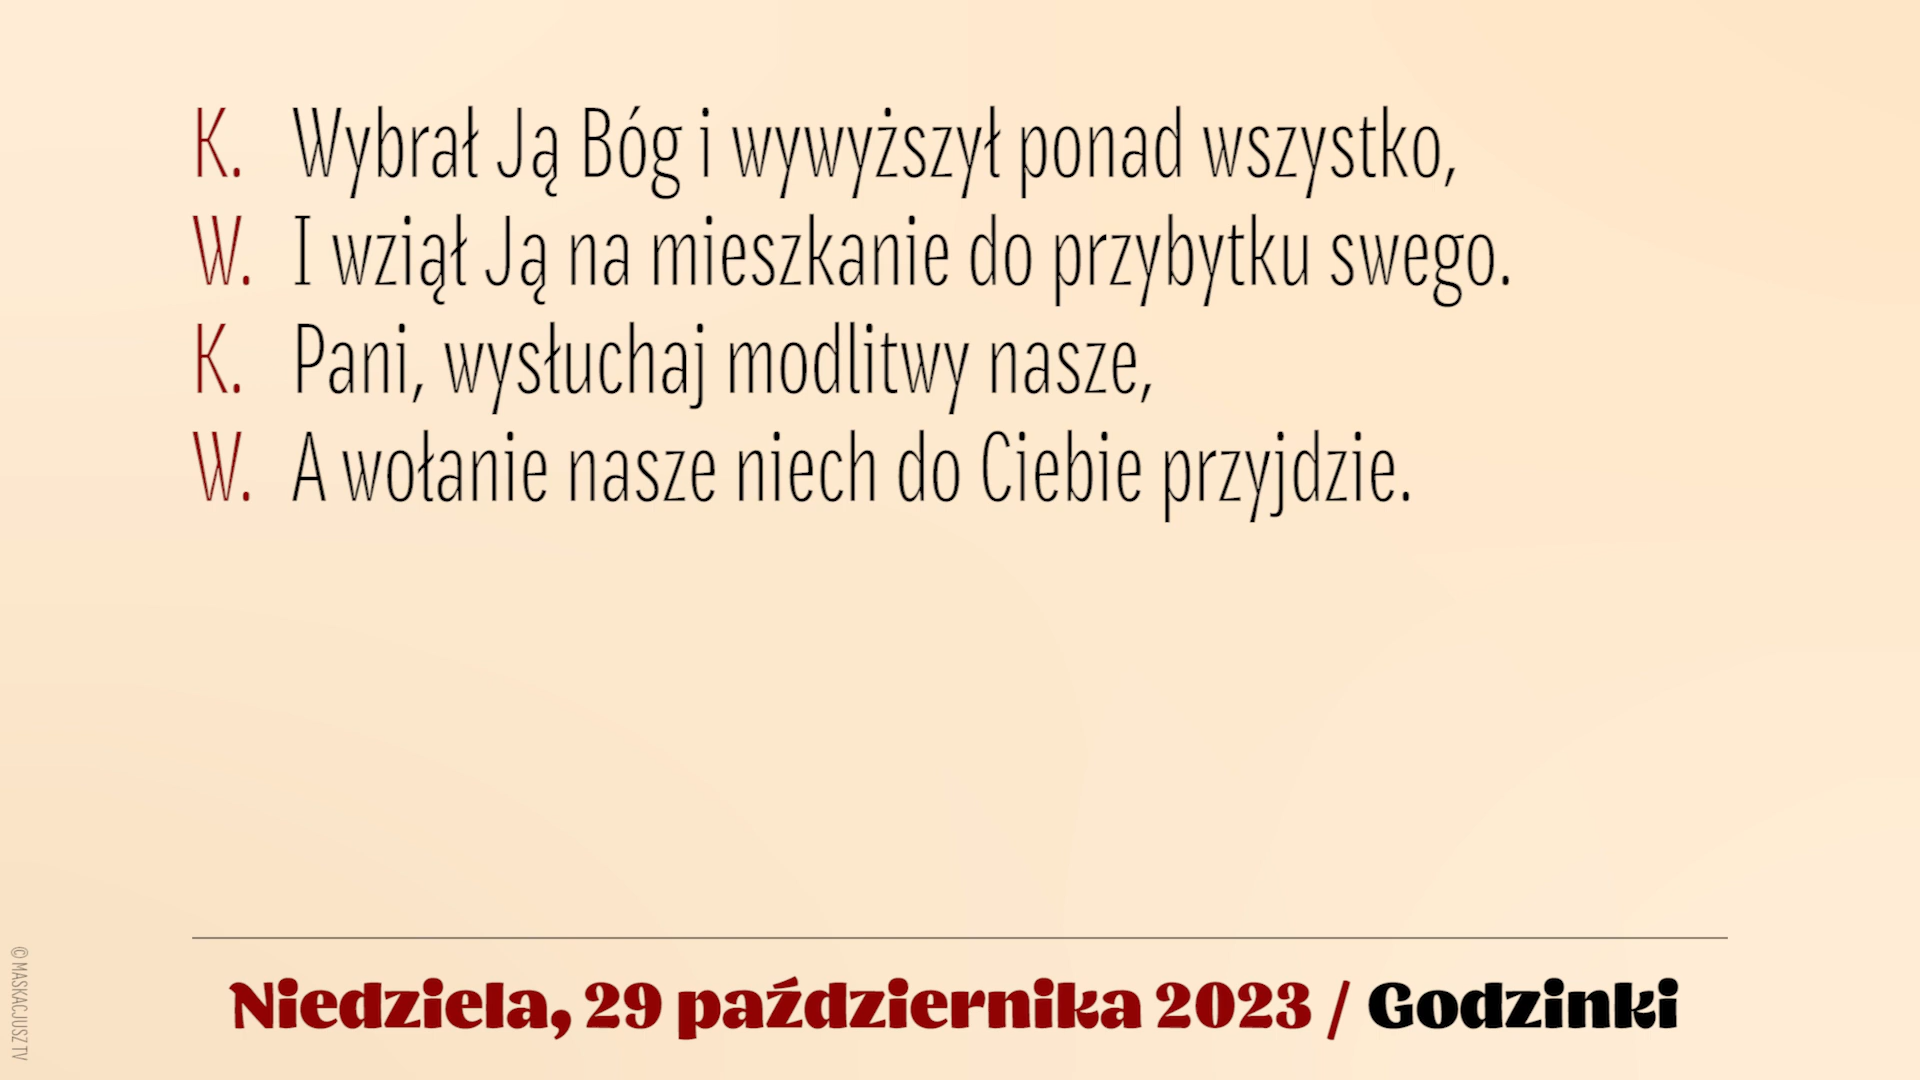 K. Wybrał Ją Bóg i wywyższył ponad wszystko,
W. I wziął Ją na mieszkanie do przybytku swego.
K. Pani, wysłuchaj modlitwy nasze,
W. A wołanie nasze niech do Ciebie przyjdzie.
Niedziela, 29 października 2023 / Godzinki
© MASKACJUSZ TV